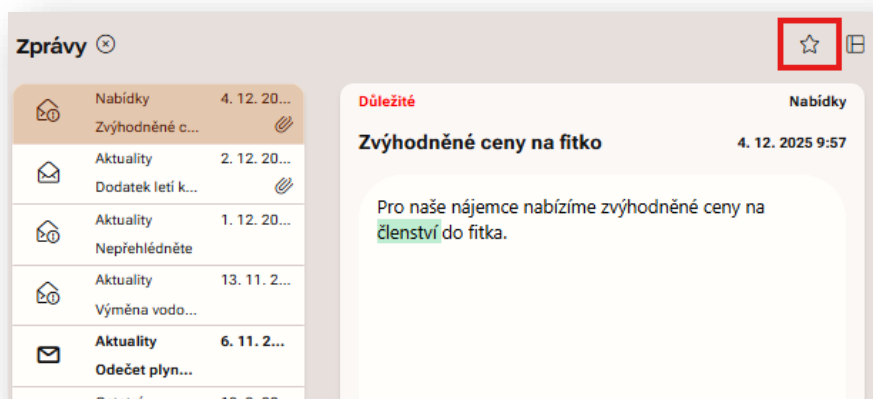 Zprávy
Nabídky 4. 12. 20...
Zvýhodněné c...
Aktuality 2. 12. 20...
Dodatek letí k...
Aktuality 1. 12. 20...
Nepřehlédněte
Aktuality 13. 11. 2...
Výměna vodo...
Aktuality 6. 11. 2...
Odečet plyn...
Důležité Nabídky
Zvýhodněné ceny na fitko 4. 12. 2025 9:57
Pro naše nájemce nabízíme zvýhodněné ceny na
členství do fitka.